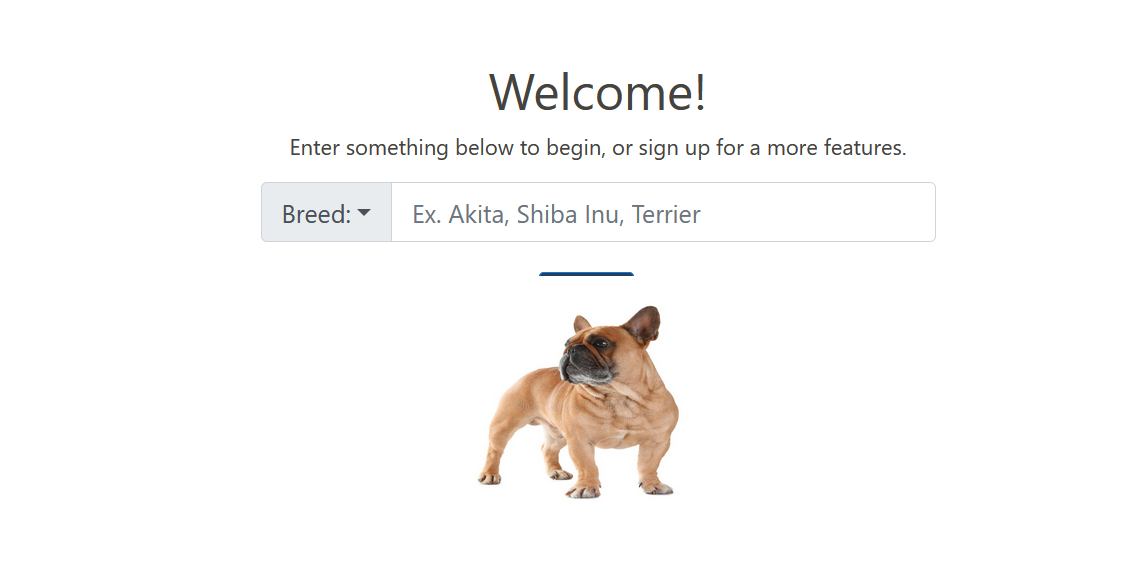 Welcome!
Enter something below to begin, or sign up for a more features.
Breed: Ex. Akita, Shiba Inu, Terrier